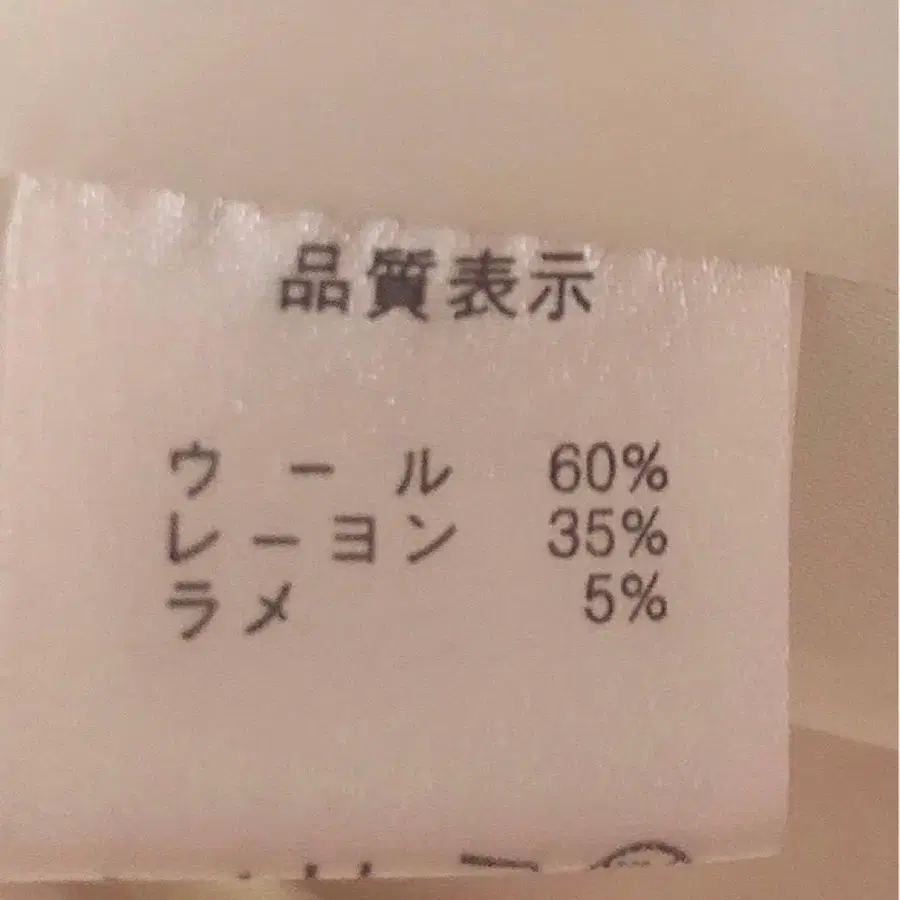 品質表示
ウール 60%
レーヨン 35%
ラメ 5%